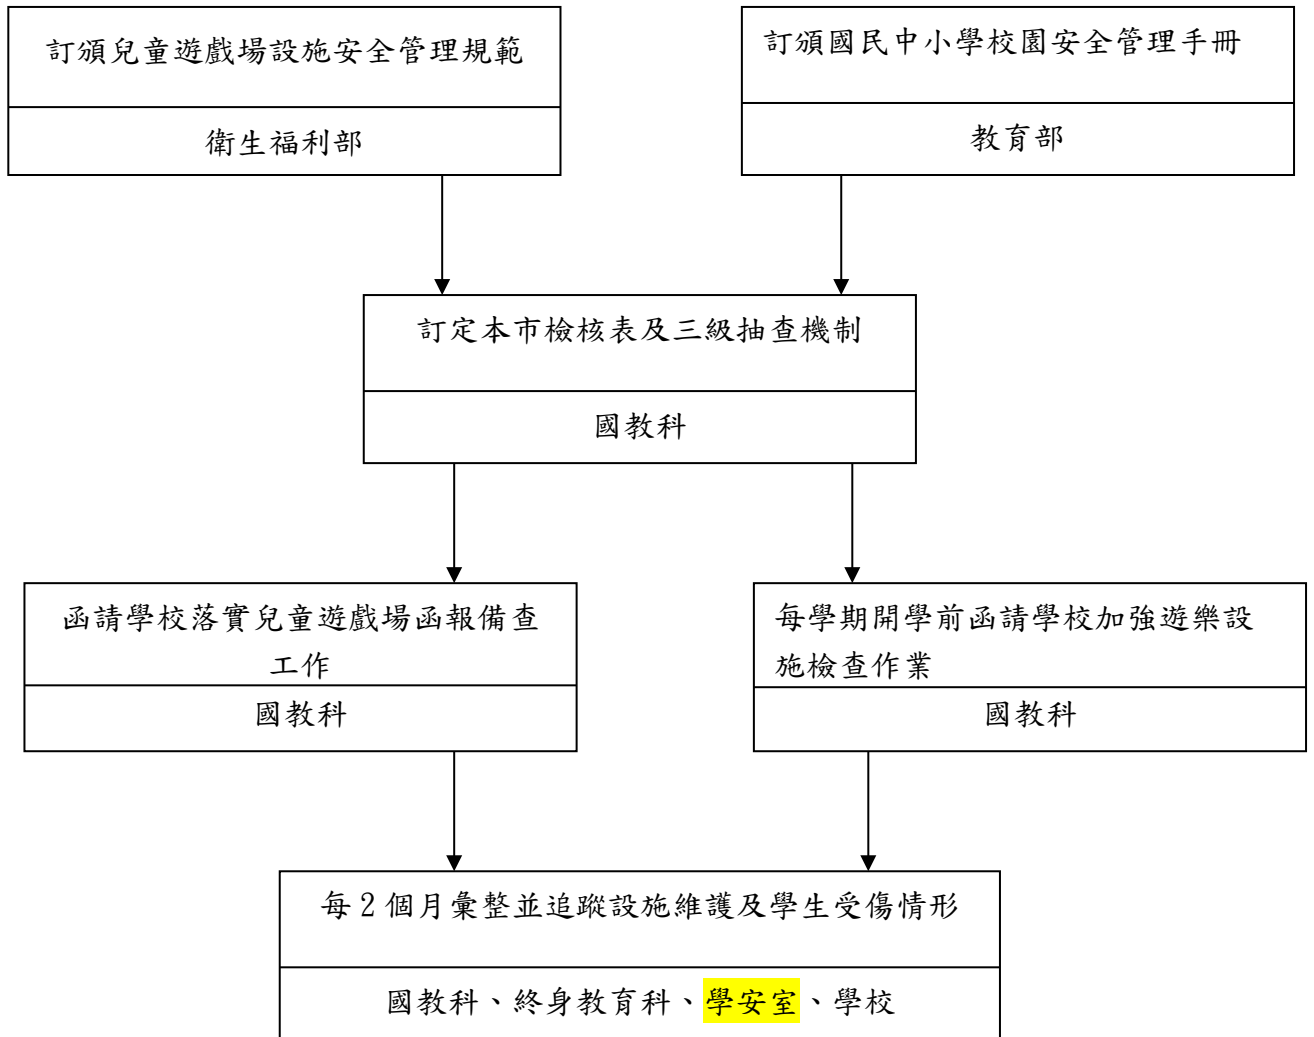 訂頒兒童遊戲場設施安全管理規範
衛生福利部
訂頒國民中小學校園安全管理手冊
教育部
訂定本市檢核表及三級抽查機制
國教科
函請學校落實兒童遊戲場函報備查
工作
國教科
每學期開學前函請學校加強遊樂設
施檢查作業
國教科
每2個月彙整並追蹤設施維護及學生受傷情形
國教科、終身教育科、學安室、學校